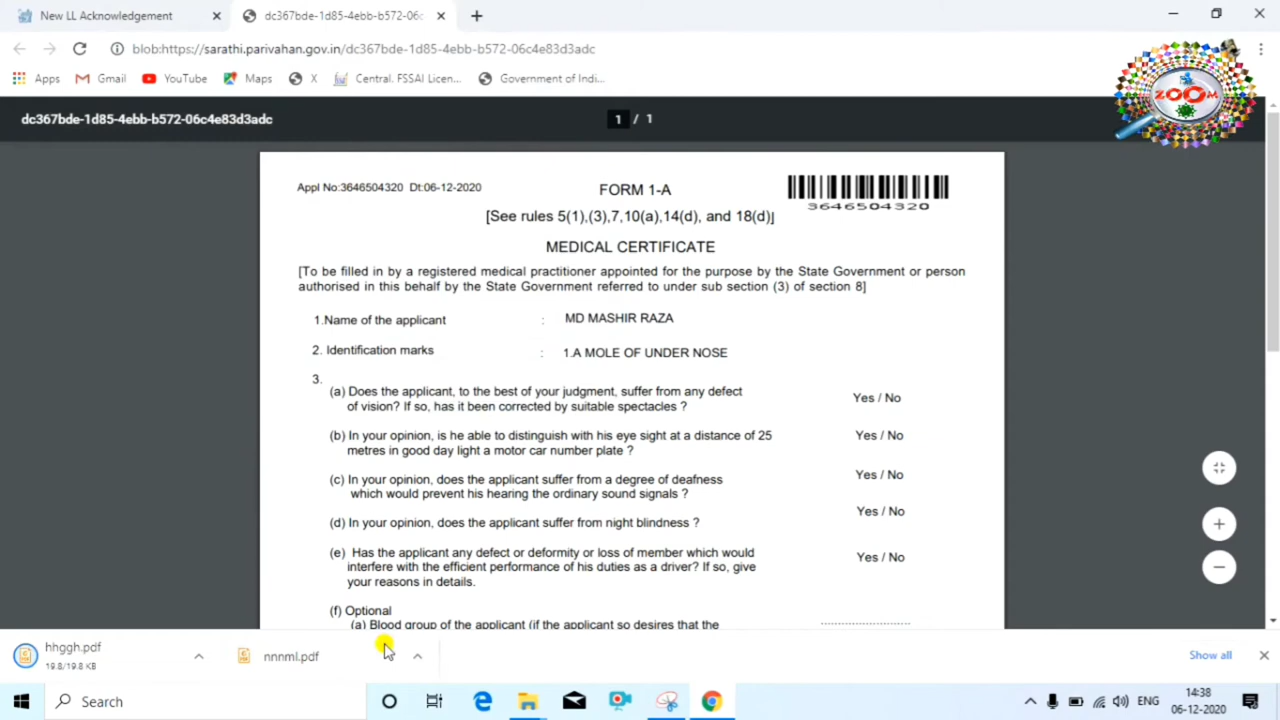 New LL Acknowledgement
dc367bde-1d85-4ebb-b572-06c
blob:https://sarathi.parivahan.gov.in/dc367bde-1d85-4ebb-b572-06c4e83d3adc
Apps
Gmail
YouTube
Maps
X
Central. FSSAI Licen...
Government of Indi...
ZOOM
dc367bde-1d85-4ebb-b572-06c4e83d3adc
1 / 1
Appl No:3646504320 Dt:06-12-2020
FORM 1-A
3646504320
[See rules 5(1),(3),7,10(a),14(d), and 18(d)]
MEDICAL CERTIFICATE
[To be filled in by a registered medical practitioner appointed for the purpose by the State Government or person
authorised in this behalf by the State Government referred to under sub section (3) of section 8]
1.Name of the applicant : MD MASHIR RAZA
2. Identification marks : 1.A MOLE OF UNDER NOSE
3.
(a) Does the applicant, to the best of your judgment, suffer from any defect
of vision? If so, has it been corrected by suitable spectacles ?
Yes / No
(b) In your opinion, is he able to distinguish with his eye sight at a distance of 25
metres in good day light a motor car number plate ?
Yes / No
(c) In your opinion, does the applicant suffer from a degree of deafness
which would prevent his hearing the ordinary sound signals ?
Yes / No
(d) In your opinion, does the applicant suffer from night blindness ?
Yes / No
(e) Has the applicant any defect or deformity or loss of member which would
interfere with the efficient performance of his duties as a driver? If so, give
your reasons in details.
Yes / No
(f) Optional
(a) Blood group of the applicant (if the applicant so desires that the
hhggh.pdf
19.8/19.8 KB
nnnml.pdf
Show all
Search
ENG
14:38
06-12-2020